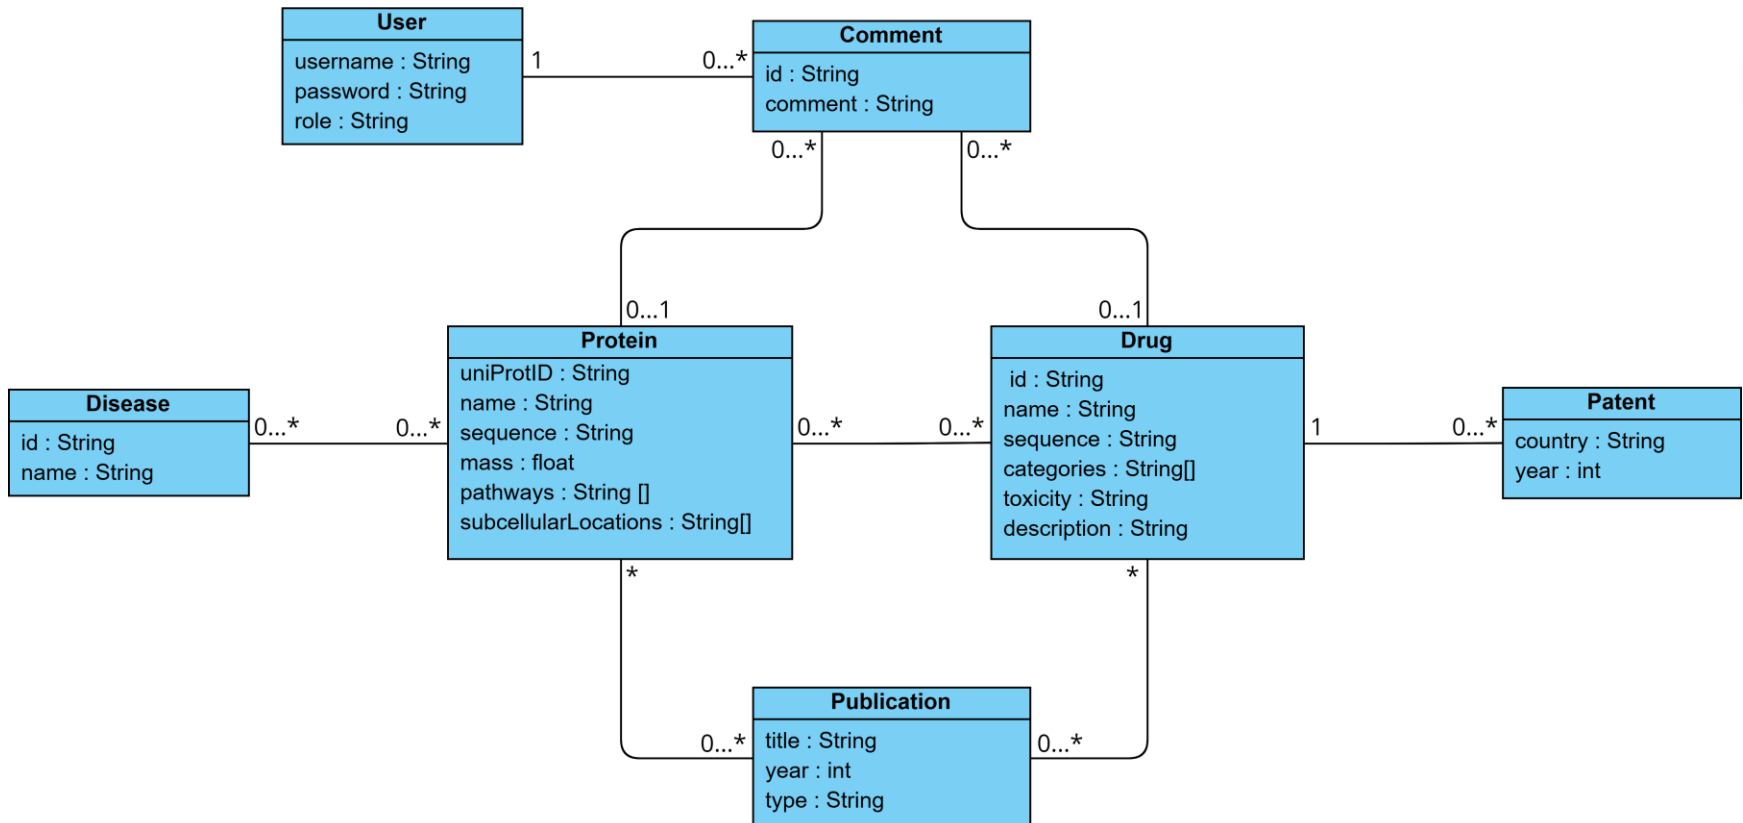 User
username : String
password : String
role : String
1
0...*
Comment
id : String
comment : String
0...*
0...*
0...1
0...1
Disease
id : String
name : String
0...*
0...*
Protein
uniProtID : String
name : String
sequence : String
mass : float
pathways : String []
subcellularLocations : String[]
0...*
0...*
Drug
id : String
name : String
sequence : String
categories : String[]
toxicity : String
description : String
1
0...*
Patent
country : String
year : int
*
*
0...*
0...*
Publication
title : String
year : int
type : String